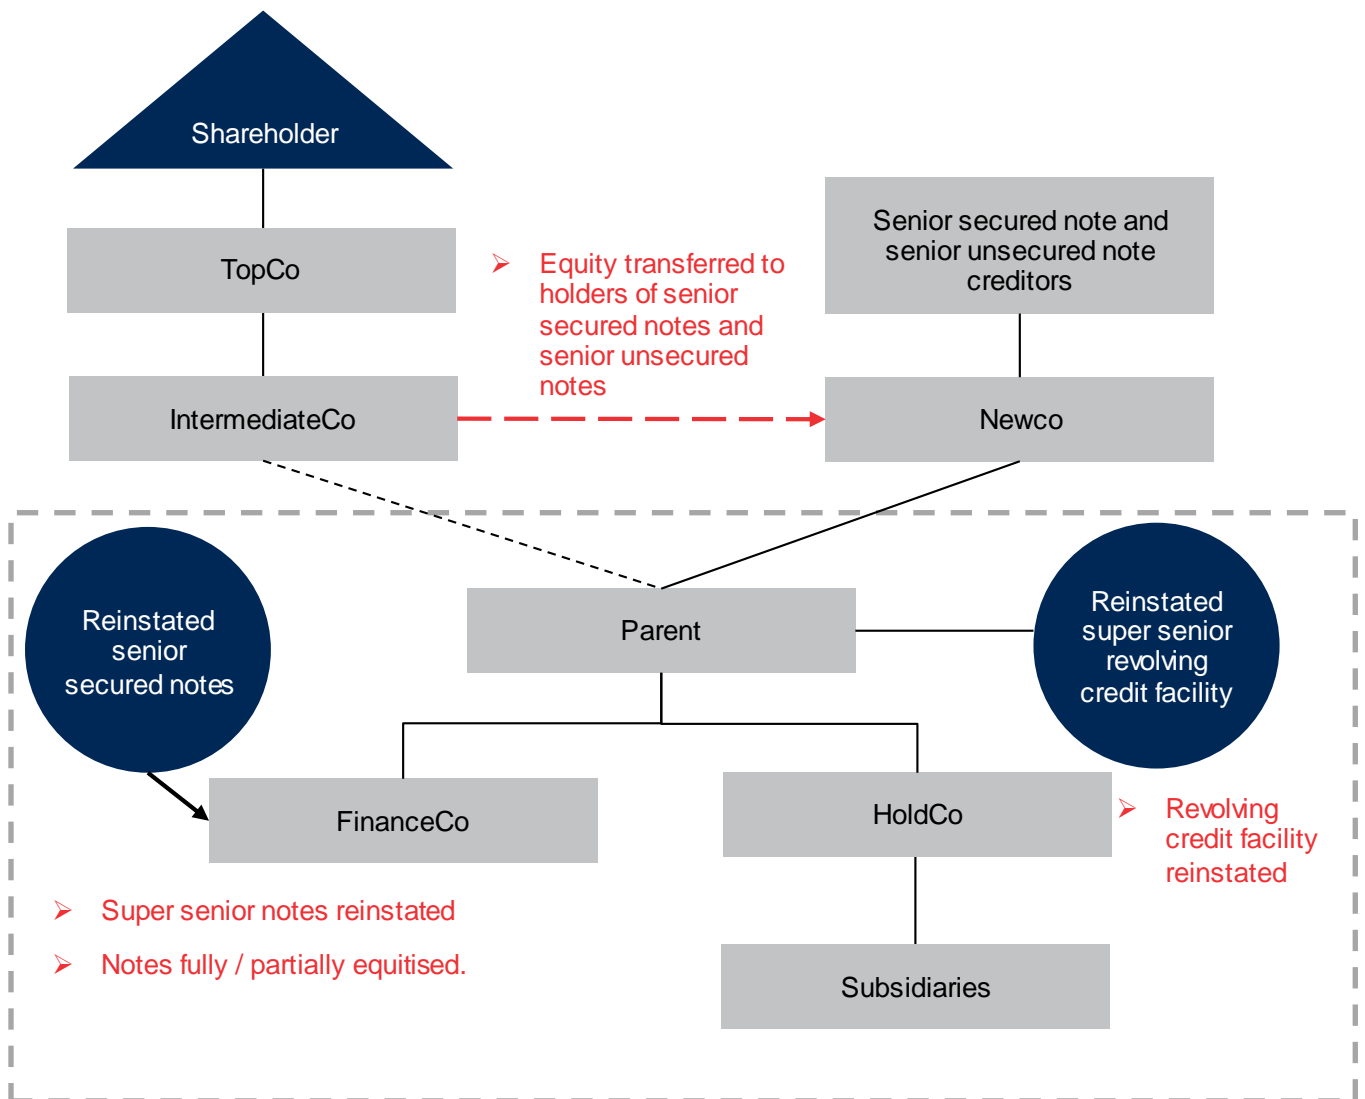 Shareholder
TopCo
IntermediateCo
➢ Equity transferred to
holders of senior
secured notes and
senior unsecured
notes
Senior secured note and
senior unsecured note
creditors
Newco
Reinstated
senior
secured notes
Parent
Reinstated
super senior
revolving
credit facility
FinanceCo
HoldCo
➢ Revolving
credit facility
reinstated
➢ Super senior notes reinstated
➢ Notes fully / partially equitised.
Subsidiaries